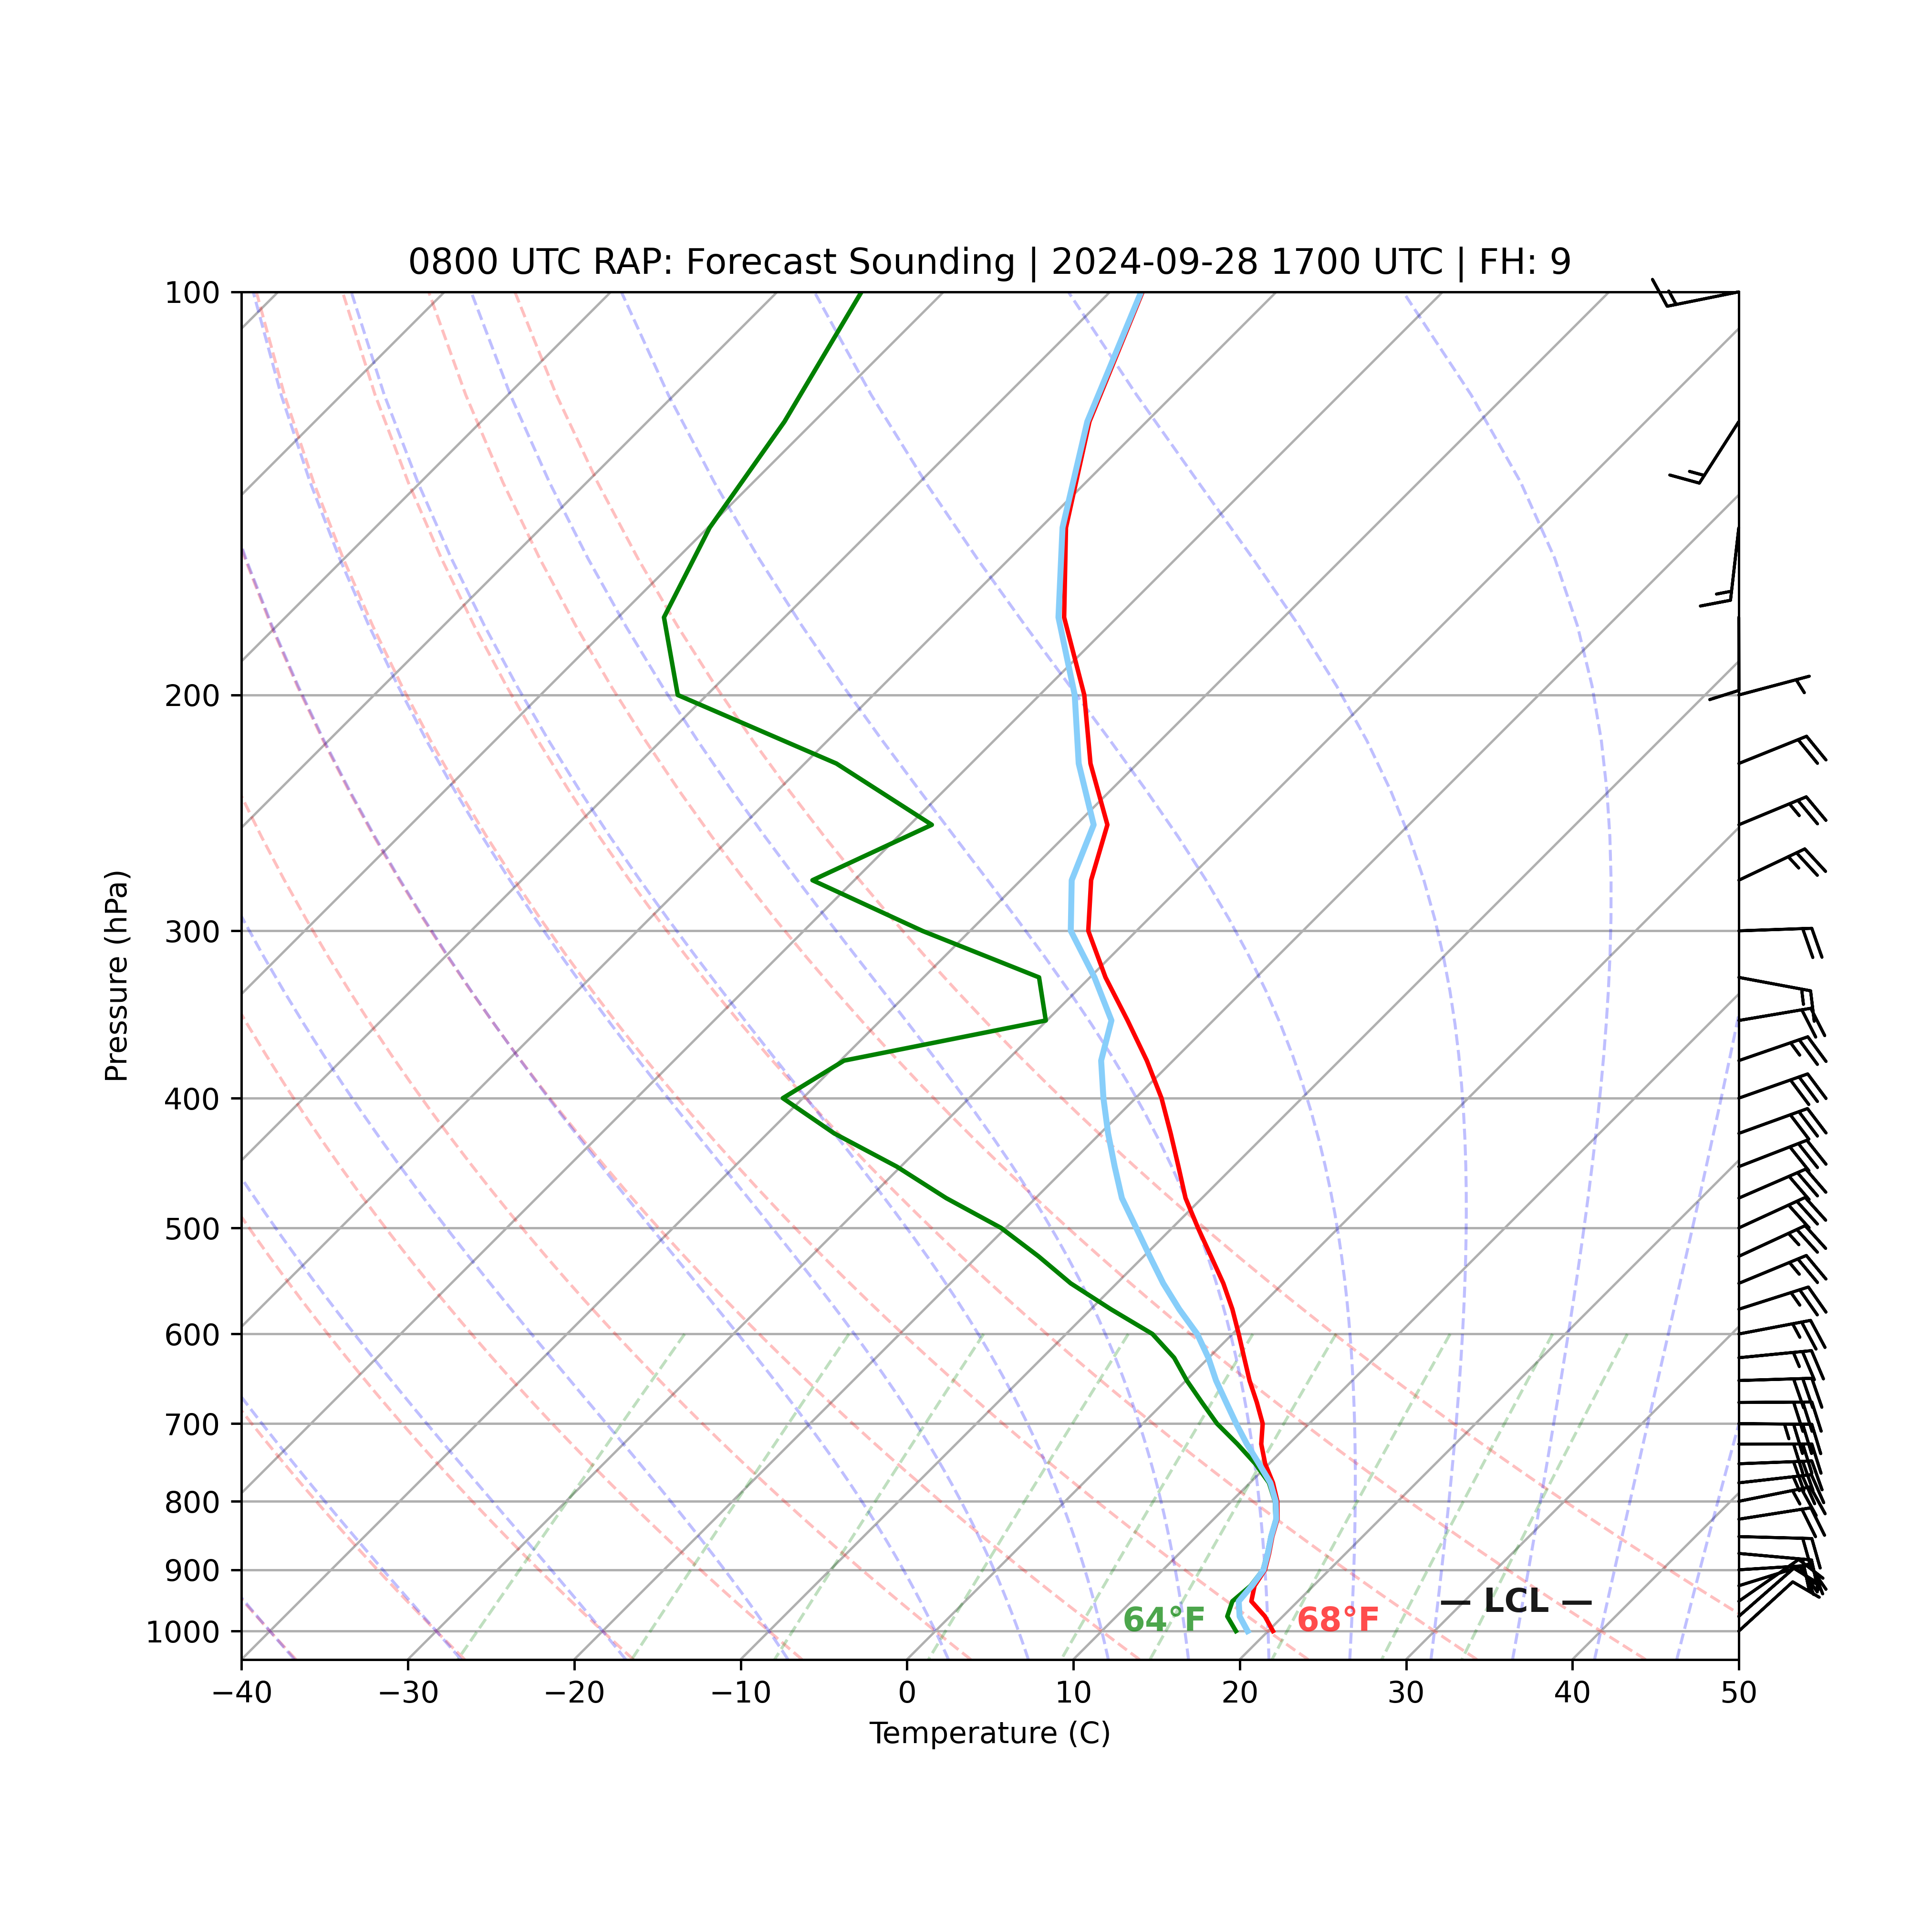 0800 UTC RAP: Forecast Sounding | 2024-09-28 1700 UTC | FH: 9
100
200
300
400
500
600
700
800
900
1000
Pressure (hPa)
64°F
68°F
— LCL —
−40 −30 −20 −10 0 10 20 30 40 50
Temperature (C)